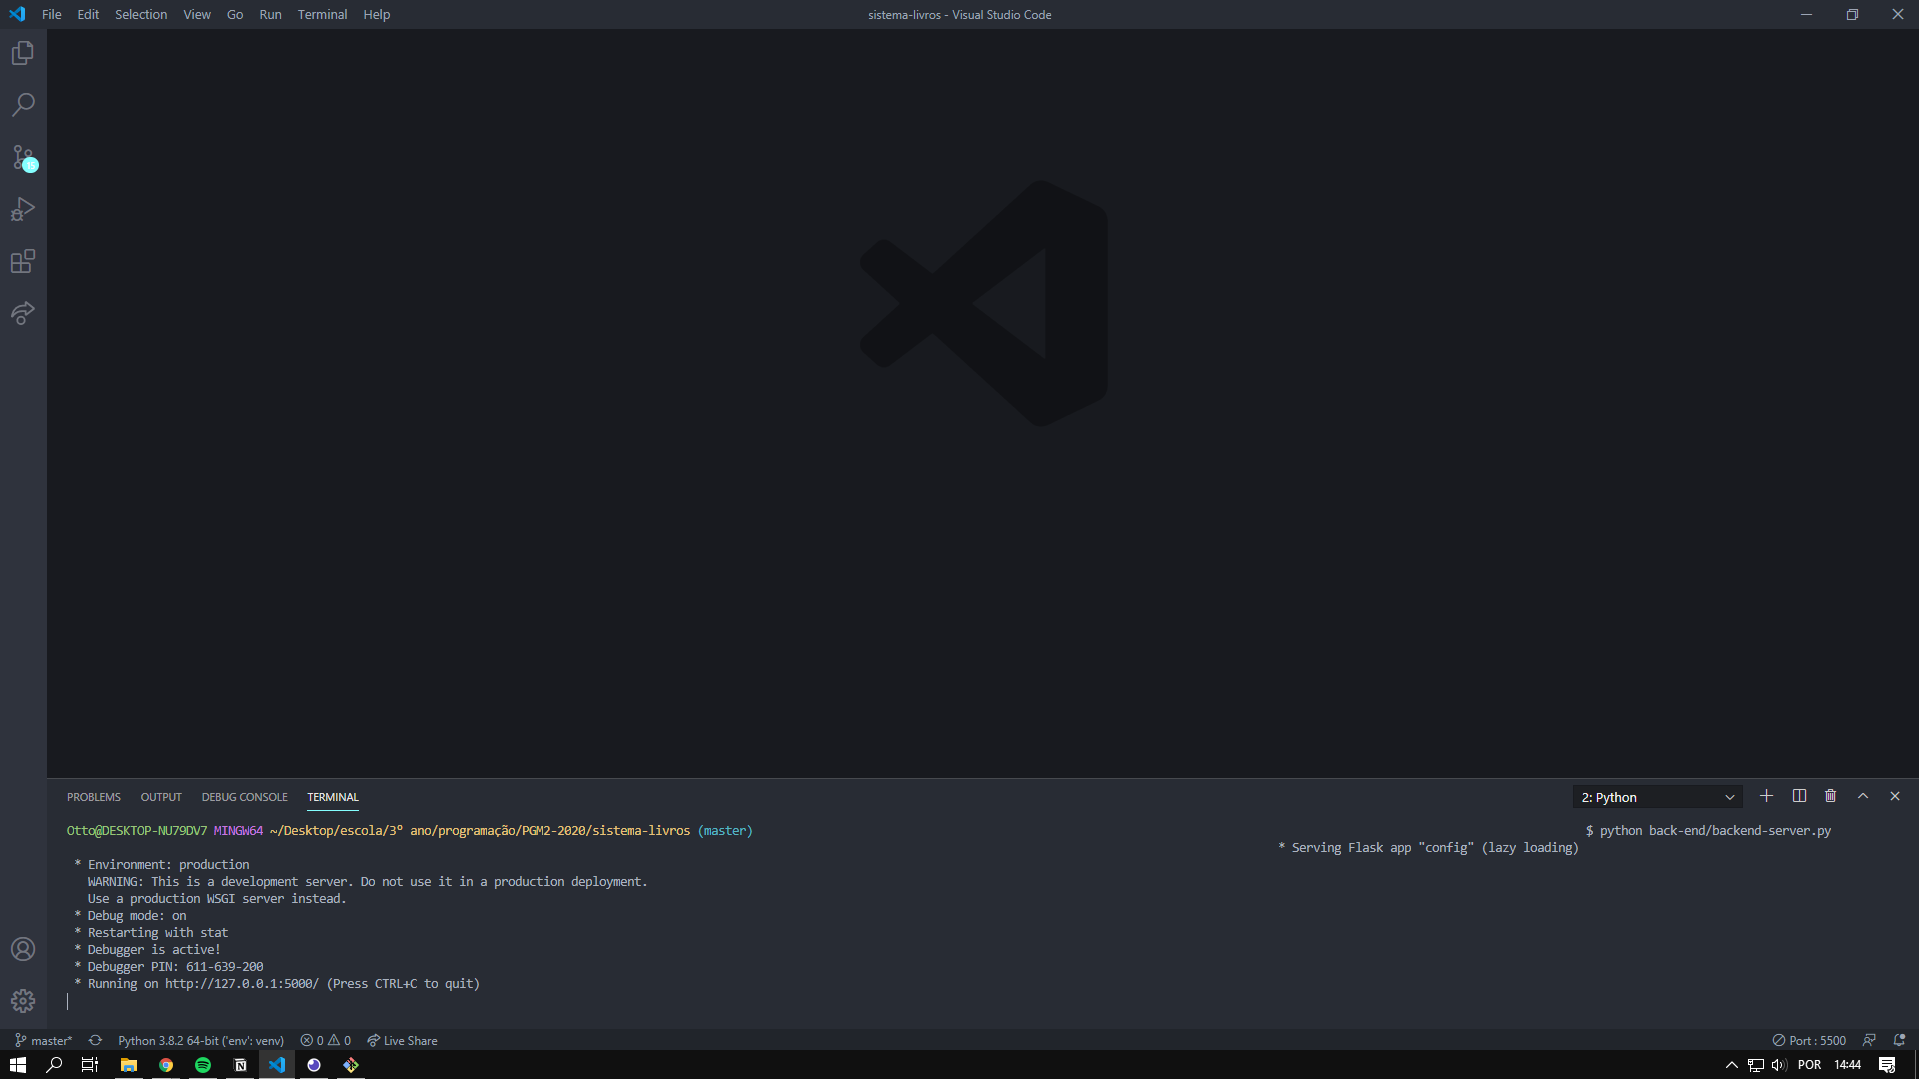 File Edit Selection View Go Run Terminal Help
sistema-livros - Visual Studio Code
PROBLEMS OUTPUT DEBUG CONSOLE TERMINAL
2: Python
Otto@DESKTOP-NU79DV7 MINGW64 ~/Desktop/escola/3º ano/programação/PGM2-2020/sistema-livros (master) $ python back-end/backend-server.py
* Serving Flask app "config" (lazy loading)
* Environment: production
WARNING: This is a development server. Do not use it in a production deployment.
Use a production WSGI server instead.
* Debug mode: on
* Restarting with stat
* Debugger is active!
* Debugger PIN: 611-639-200
* Running on http://127.0.0.1:5000/ (Press CTRL+C to quit)
master* Python 3.8.2 64-bit ('env': venv) 0 0 Live Share Port : 5500
POR 14:44